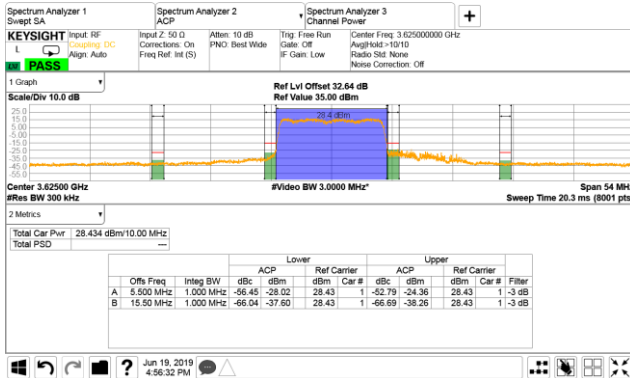 Spectrum Analyzer 1
Swept SA
Spectrum Analyzer 2
ACP
Spectrum Analyzer 3
Channel Power
+
KEYSIGHT
L
PASS
Input: RF
Coupling: DC
Align: Auto
Input Z: 50 Ω
Corrections: On
Freq Ref: Int (S)
Atten: 10 dB
PNO: Best Wide
Trig: Free Run
Gate: Off
IF Gain: Low
Center Freq: 3.625000000 GHz
Avg|Hold:>10/10
Radio Std: None
Noise Correction: Off
1 Graph
Scale/Div 10.0 dB
Ref Lvl Offset 32.64 dB
Ref Value 35.00 dBm
25.0
15.0
5.00
-5.00
-15.0
-25.0
-35.0
-45.0
-55.0
28.4 dBm
Center 3.62500 GHz
#Res BW 300 kHz
#Video BW 3.0000 MHz*
Span 54 MH
Sweep Time 20.3 ms (8001 pts
2 Metrics
Total Car Pwr 28.434 dBm/10.00 MHz
Total PSD ---
Lower Upper
ACP Ref Carrier ACP Ref Carrier
Offs Freq Integ BW dBc dBm dBm Car # dBc dBm dBm Car # Filter
A 5.500 MHz 1.000 MHz -56.45 -28.02 28.43 1 -52.79 -24.36 28.43 1 -3 dB
B 15.50 MHz 1.000 MHz -66.04 -37.60 28.43 1 -66.69 -38.26 28.43 1 -3 dB
?
Jun 19, 2019
4:56:32 PM